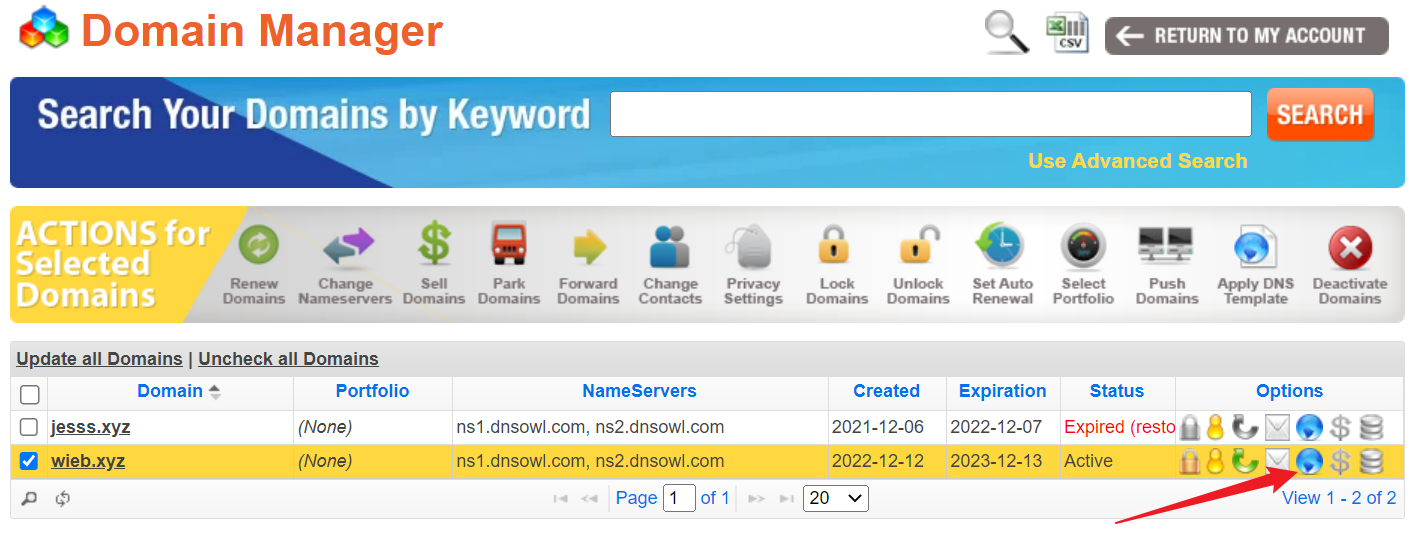 Domain Manager
CSV
RETURN TO MY ACCOUNT
Search Your Domains by Keyword
SEARCH
Use Advanced Search
ACTIONS for
Selected
Domains
Renew Domains
Change Nameservers
Sell Domains
Park Domains
Forward Domains
Change Contacts
Privacy Settings
Lock Domains
Unlock Domains
Set Auto Renewal
Select Portfolio
Push Domains
Apply DNS Template
Deactivate Domains
Update all Domains | Uncheck all Domains
Domain Portfolio NameServers Created Expiration Status Options
jesss.xyz (None) ns1.dnsowl.com, ns2.dnsowl.com 2021-12-06 2022-12-07 Expired (resto
wieb.xyz (None) ns1.dnsowl.com, ns2.dnsowl.com 2022-12-12 2023-12-13 Active
Page 1 of 1 20 View 1 - 2 of 2